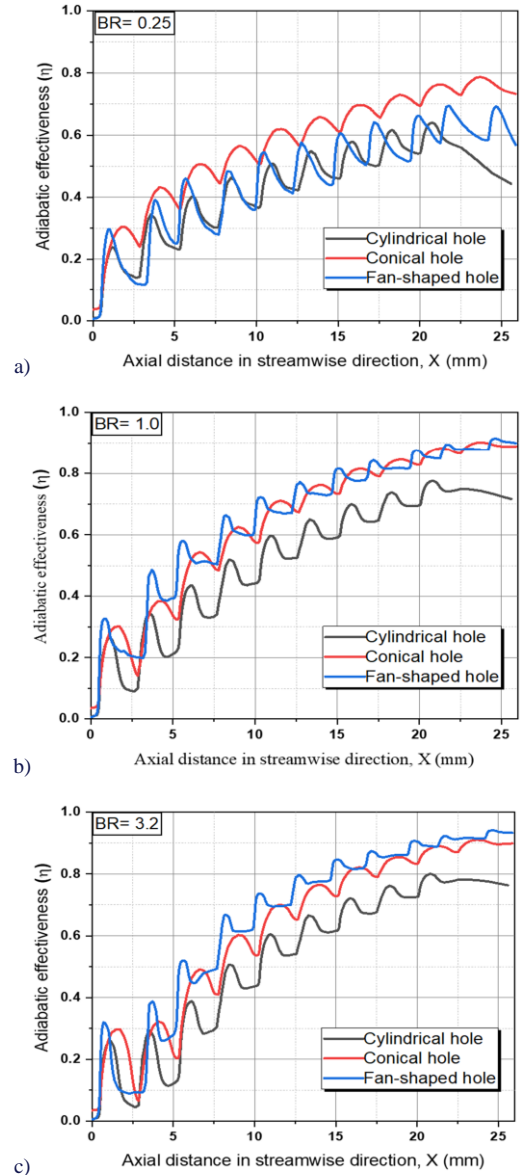 BR= 0.25
Adiabatic effectiveness (η)
1.0
0.8
0.6
0.4
0.2
0.0
Cylindrical hole
Conical hole
Fan-shaped hole
0 5 10 15 20 25
Axial distance in streamwise direction, X (mm)
a)
BR= 1.0
Adiabatic effectiveness (η)
1.0
0.8
0.6
0.4
0.2
0.0
Cylindrical hole
Conical hole
Fan-shaped hole
0 5 10 15 20 25
Axial distance in streamwise direction, X (mm)
b)
BR= 3.2
Adiabatic effectiveness (η)
1.0
0.8
0.6
0.4
0.2
0.0
Cylindrical hole
Conical hole
Fan-shaped hole
0 5 10 15 20 25
Axial distance in streamwise direction, X (mm)
c)